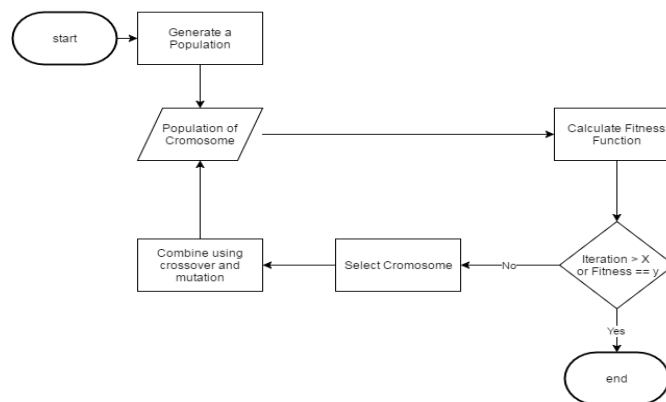 start
Generate a
Population
Population of
Cromosome
Calculate Fitness
Function
Combine using
crossover and
mutation
Select Cromosome
No
Iteration > X
or Fitness == y
Yes
end